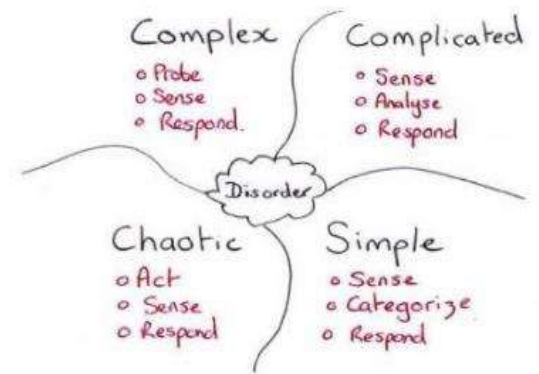 Complex
o Probe
o Sense
o Respond.
Complicated
o Sense
o Analyse
o Respond
Disorder
Chaotic
o Act
o Sense
o Respond
Simple
o Sense
o Categorize
o Respond